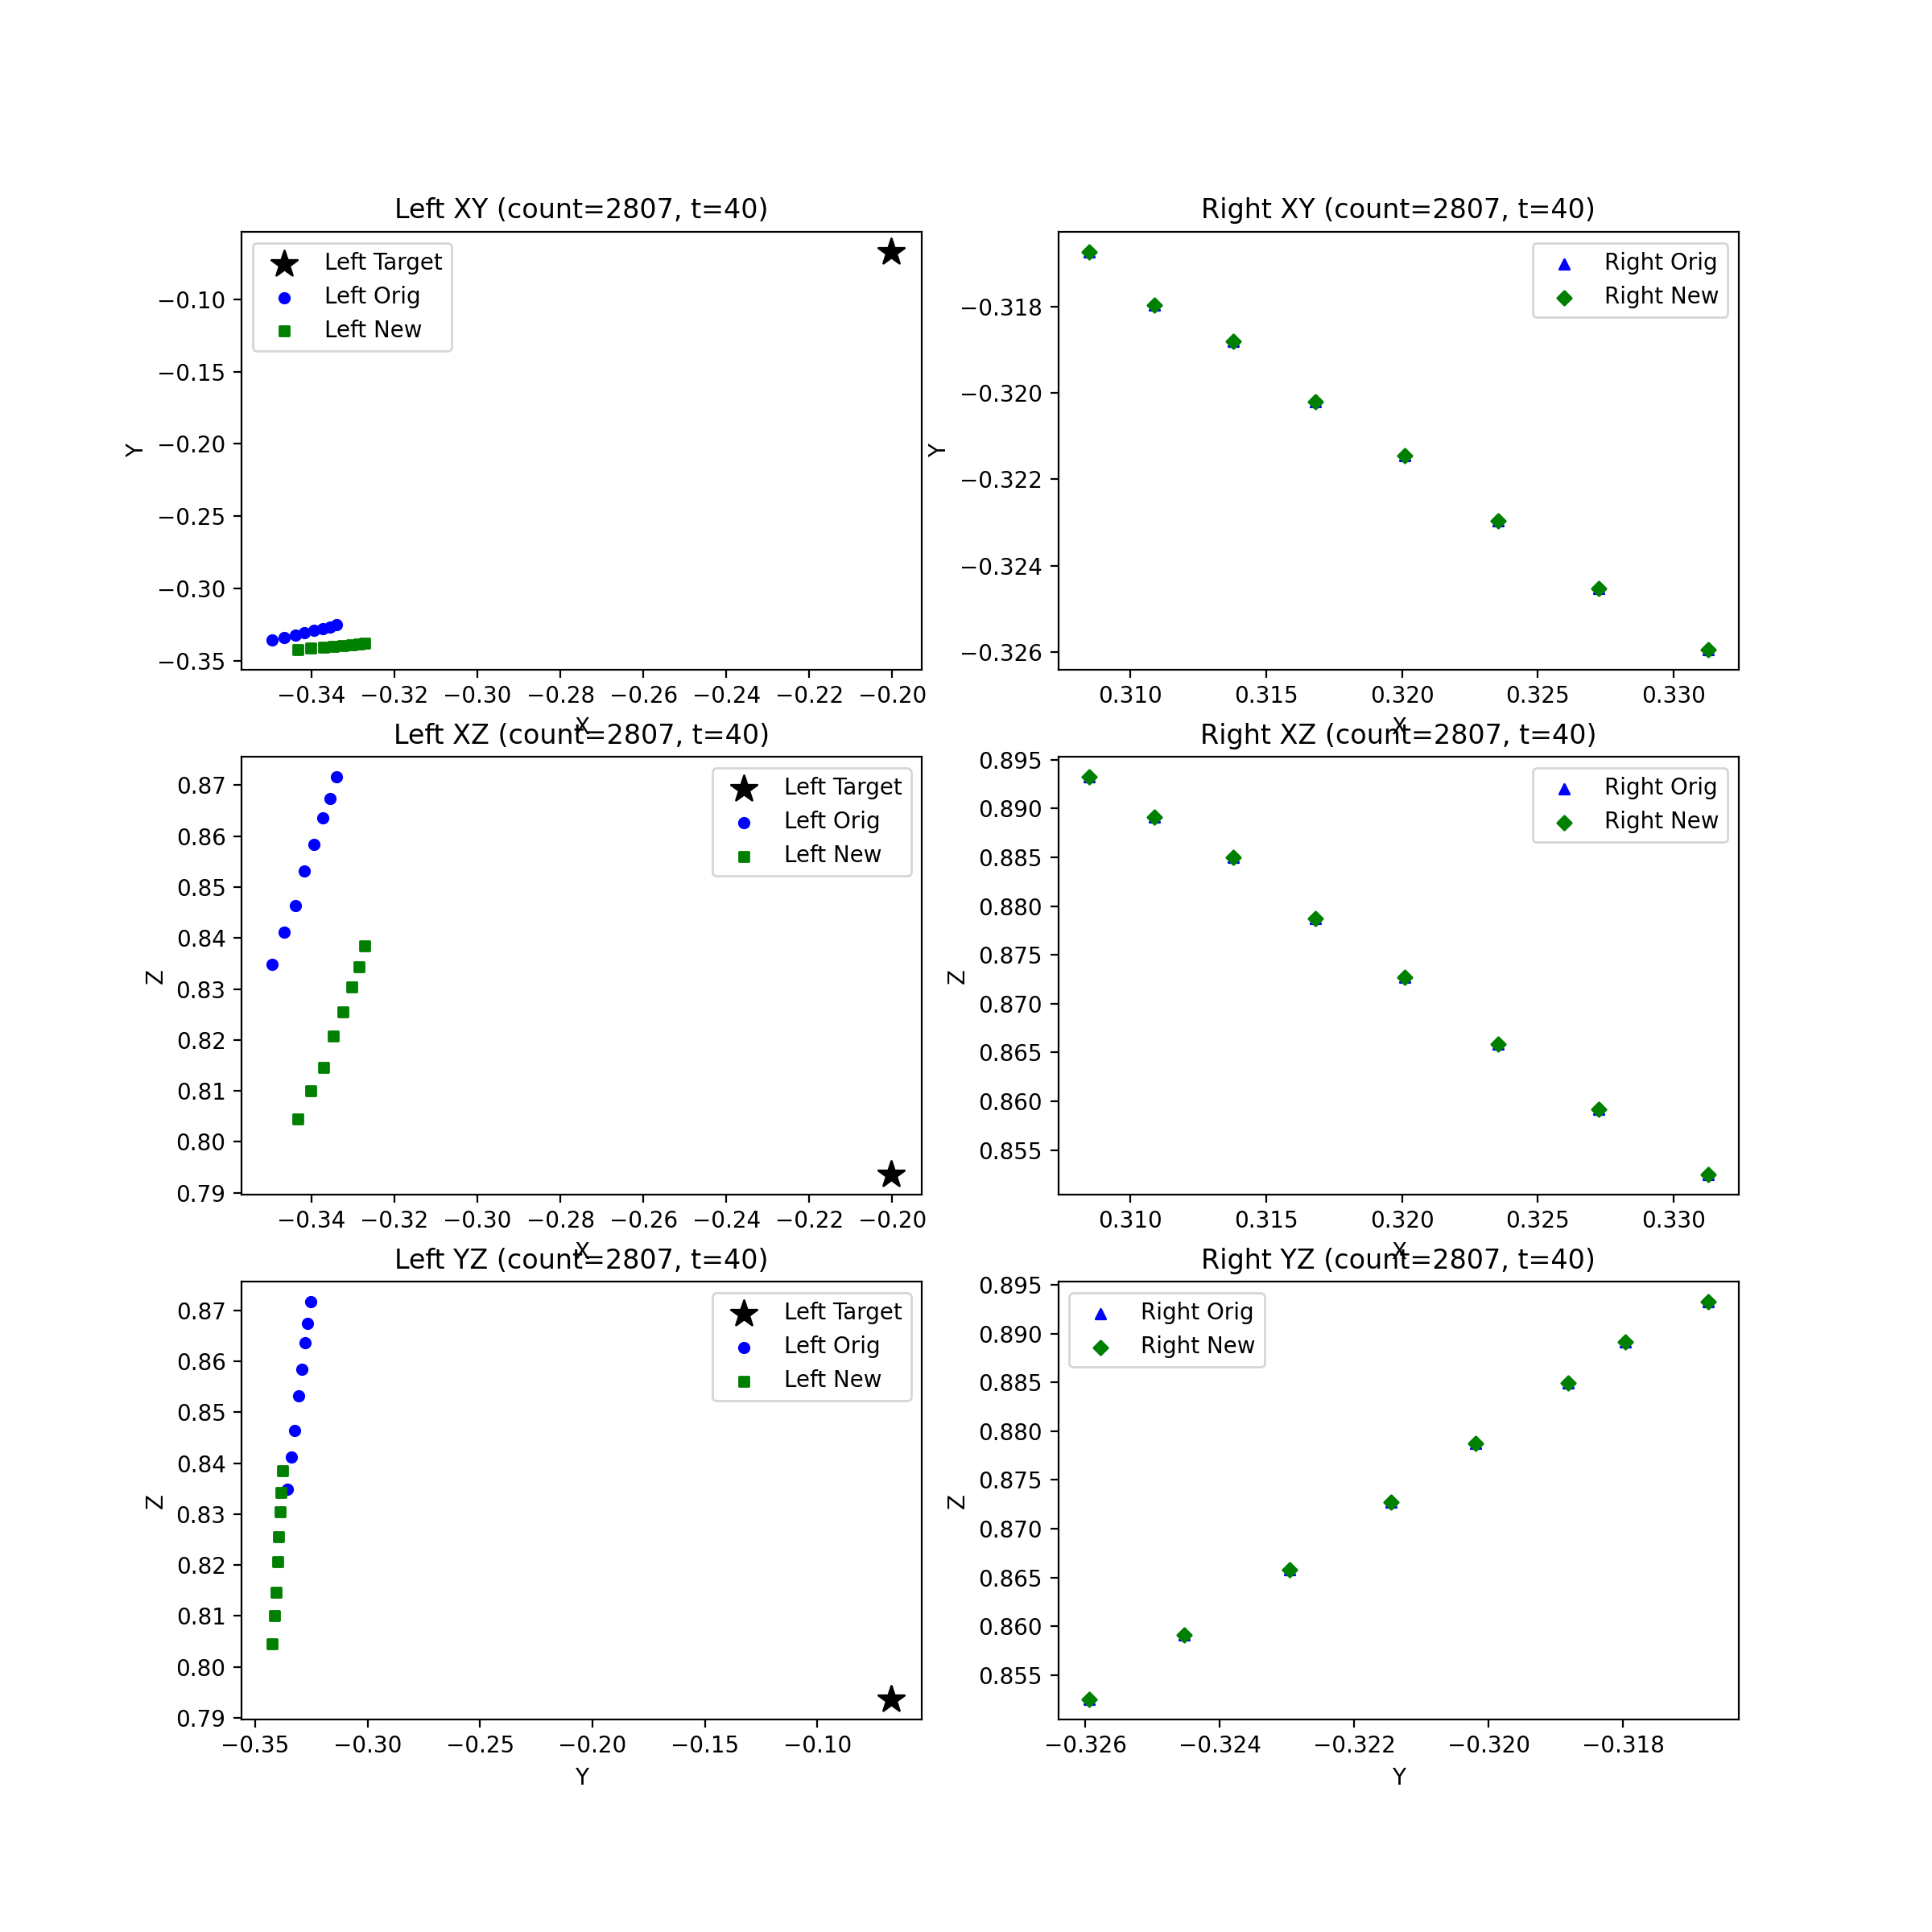 Left XY (count=2807, t=40)
Left Target
Left Orig
Left New
−0.10
−0.15
−0.20
−0.25
−0.30
−0.35
Y
−0.34 −0.32 −0.30 −0.28 −0.26 −0.24 −0.22 −0.20
X
Right XY (count=2807, t=40)
Right Orig
Right New
−0.318
−0.320
−0.322
−0.324
−0.326
Y
0.310 0.315 0.320 0.325 0.330
X
Left XZ (count=2807, t=40)
Left Target
Left Orig
Left New
0.87
0.86
0.85
0.84
0.83
0.82
0.81
0.80
0.79
Z
−0.34 −0.32 −0.30 −0.28 −0.26 −0.24 −0.22 −0.20
X
Right XZ (count=2807, t=40)
Right Orig
Right New
0.895
0.890
0.885
0.880
0.875
0.870
0.865
0.860
0.855
Z
0.310 0.315 0.320 0.325 0.330
X
Left YZ (count=2807, t=40)
Left Target
Left Orig
Left New
0.87
0.86
0.85
0.84
0.83
0.82
0.81
0.80
0.79
Z
−0.35 −0.30 −0.25 −0.20 −0.15 −0.10
Y
Right YZ (count=2807, t=40)
Right Orig
Right New
0.895
0.890
0.885
0.880
0.875
0.870
0.865
0.860
0.855
Z
−0.326 −0.324 −0.322 −0.320 −0.318
Y